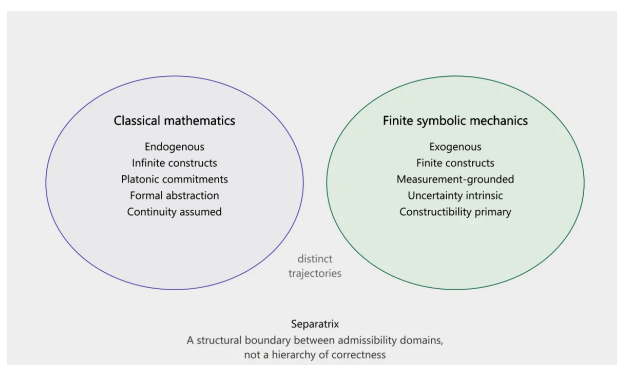 Classical mathematics
Endogenous
Infinite constructs
Platonic commitments
Formal abstraction
Continuity assumed
Finite symbolic mechanics
Exogenous
Finite constructs
Measurement-grounded
Uncertainty intrinsic
Constructibility primary
distinct
trajectories
Separatrix
A structural boundary between admissibility domains,
not a hierarchy of correctness